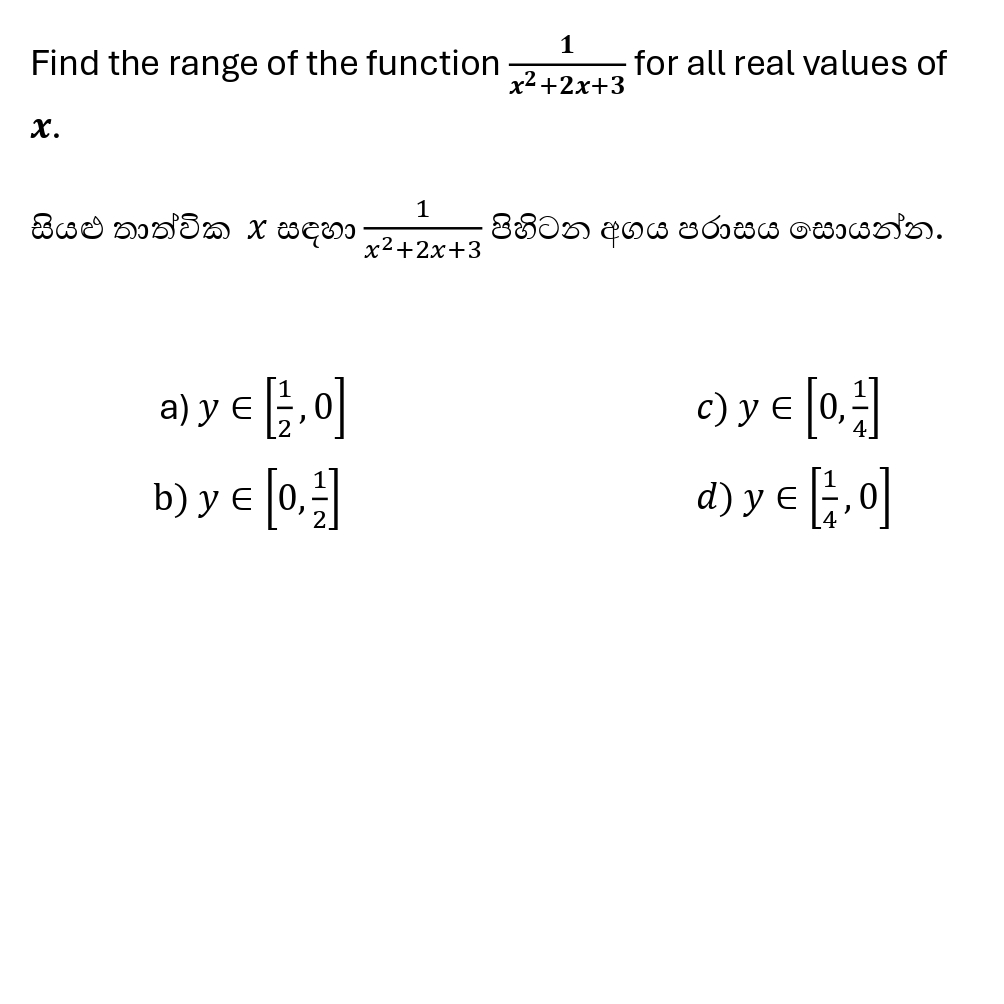 Find the range of the function $\frac{1}{x^2+2x+3}$ for all real values of
$x$.
සියළු තාත්වික $x$ සඳහා $\frac{1}{x^2+2x+3}$ පිහිටන අගය පරාසය සොයන්න.
a) $y \in \left[\frac{1}{2}, 0\right]$
b) $y \in \left[0, \frac{1}{2}\right]$
c) $y \in \left[0, \frac{1}{4}\right]$
d) $y \in \left[\frac{1}{4}, 0\right]$